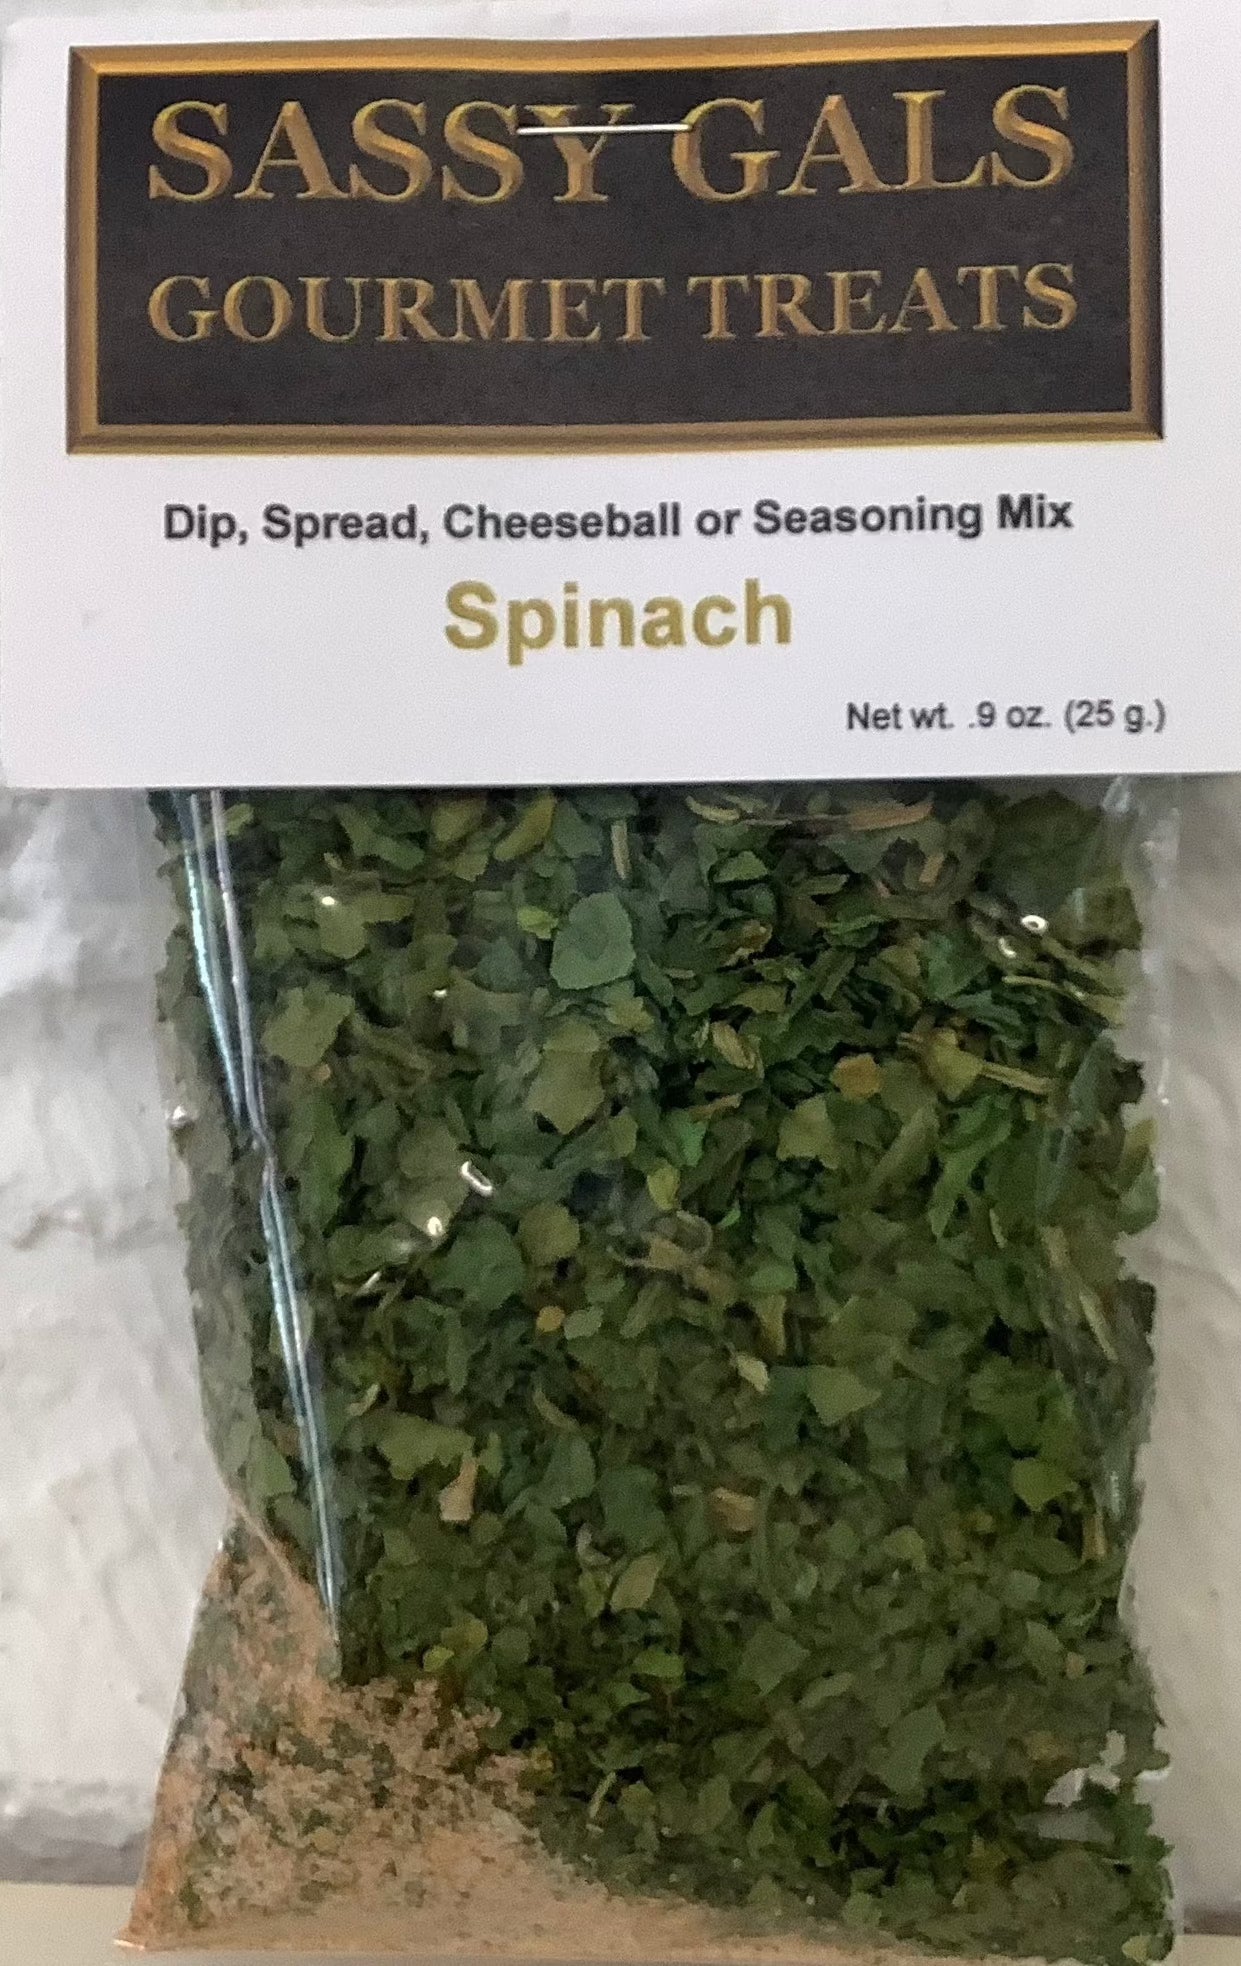 SASSY GALS
GOURMET TREATS
Dip, Spread, Cheeseball or Seasoning Mix
Spinach
Net wt. .9 oz. (25 g.)